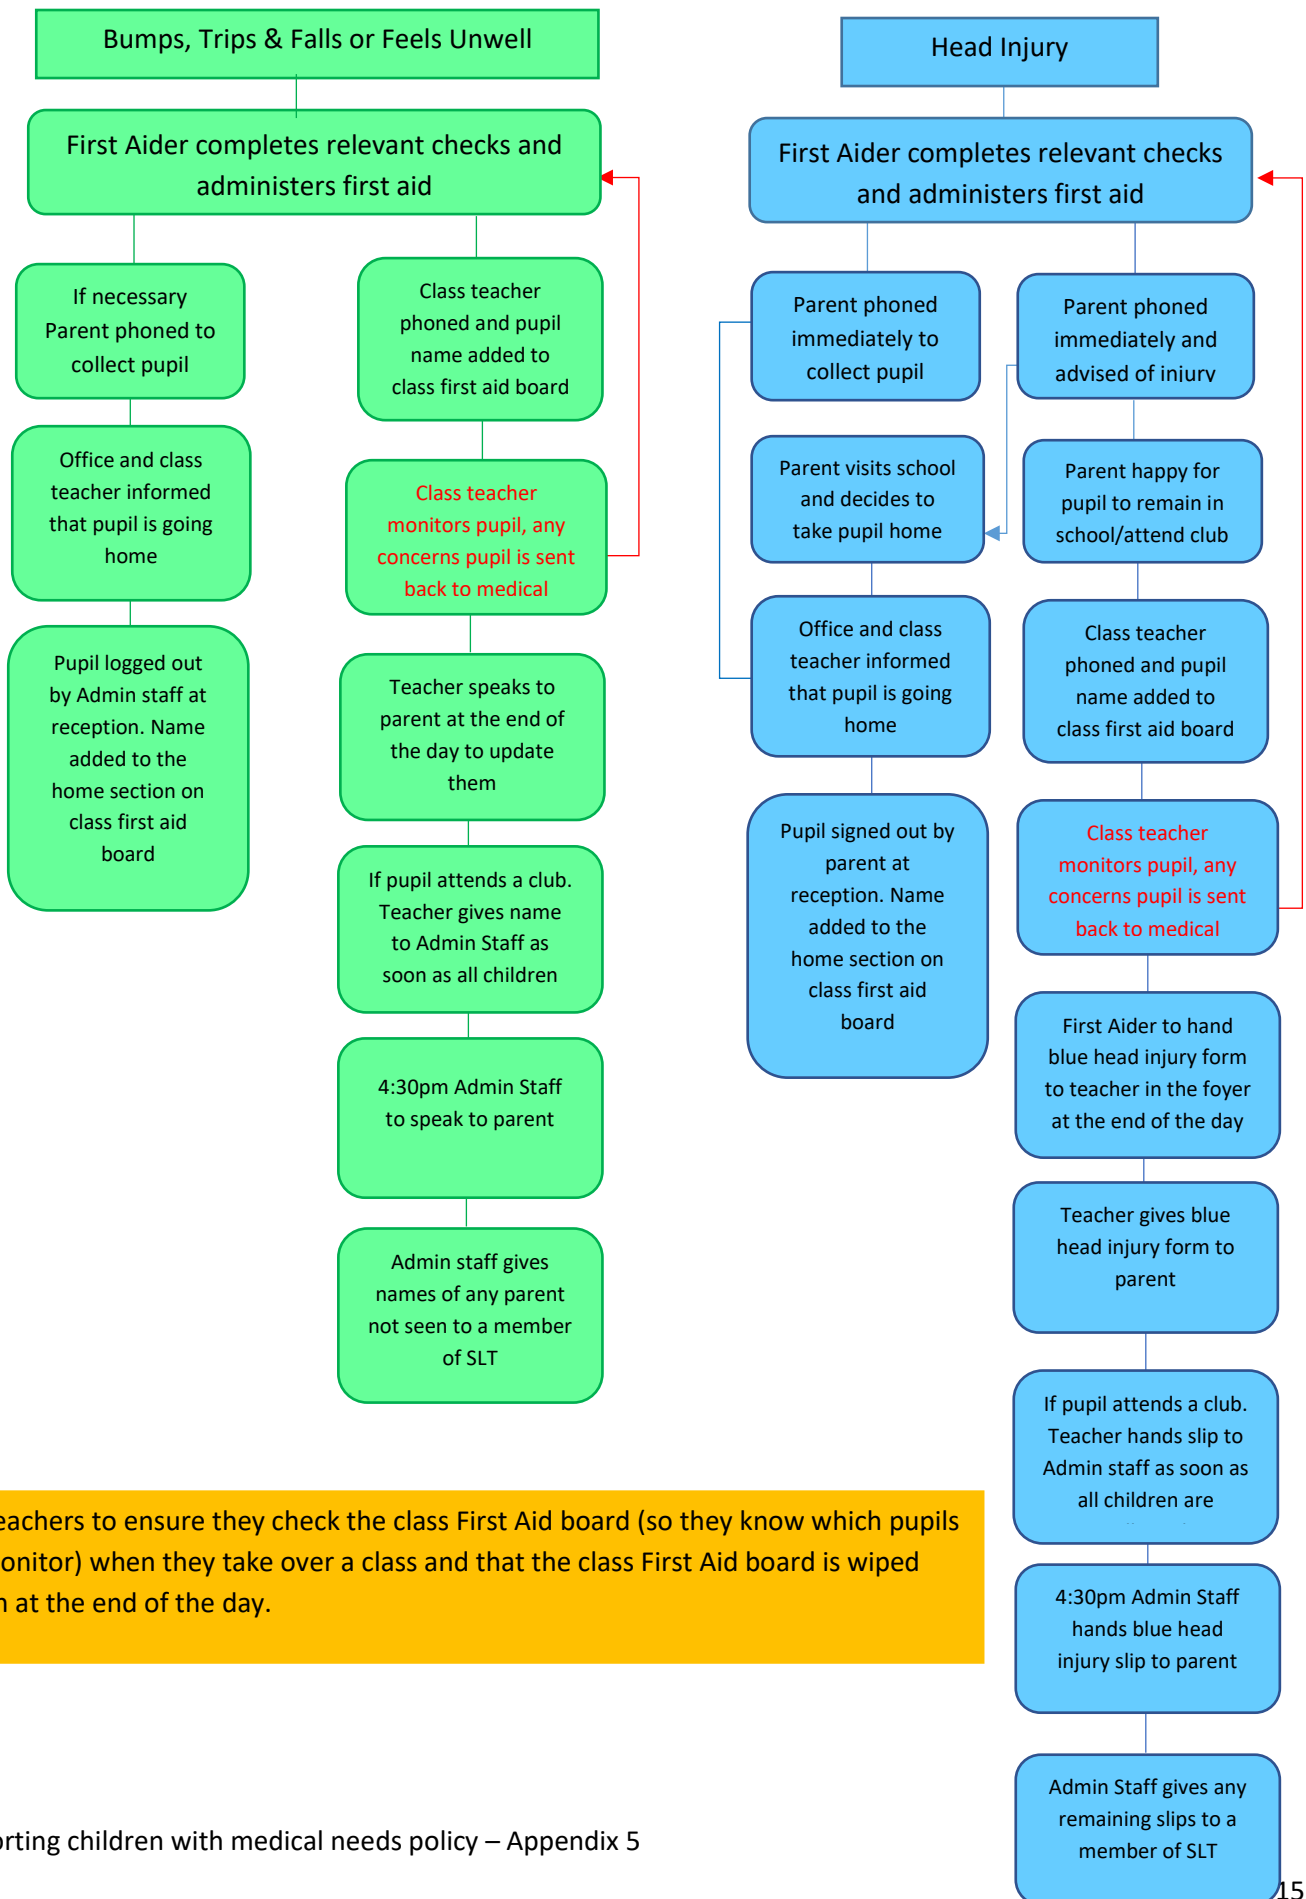 Bumps, Trips & Falls or Feels Unwell
First Aider completes relevant checks and
administers first aid
If necessary
Parent phoned to
collect pupil
Office and class
teacher informed
that pupil is going
home
Pupil logged out
by Admin staff at
reception. Name
added to the
home section on
class first aid
board
Class teacher
phoned and pupil
name added to
class first aid board
Class teacher
monitors pupil, any
concerns pupil is sent
back to medical
Teacher speaks to
parent at the end of
the day to update
them
If pupil attends a club.
Teacher gives name
to Admin Staff as
soon as all children
4:30pm Admin Staff
to speak to parent
Admin staff gives
names of any parent
not seen to a member
of SLT
Head Injury
First Aider completes relevant checks
and administers first aid
Parent phoned
immediately to
collect pupil
Parent visits school
and decides to
take pupil home
Office and class
teacher informed
that pupil is going
home
Pupil signed out by
parent at
reception. Name
added to the
home section on
class first aid
board
Parent phoned
immediately and
advised of injury
Parent happy for
pupil to remain in
school/attend club
Class teacher
phoned and pupil
name added to
class first aid board
Class teacher
monitors pupil, any
concerns pupil is sent
back to medical
First Aider to hand
blue head injury form
to teacher in the foyer
at the end of the day
Teacher gives blue
head injury form to
parent
If pupil attends a club.
Teacher hands slip to
Admin staff as soon as
all children are
4:30pm Admin Staff
hands blue head
injury slip to parent
Admin Staff gives any
remaining slips to a
member of SLT
eachers to ensure they check the class First Aid board (so they know which pupils
onitor) when they take over a class and that the class First Aid board is wiped
n at the end of the day.
orting children with medical needs policy – Appendix 5
15